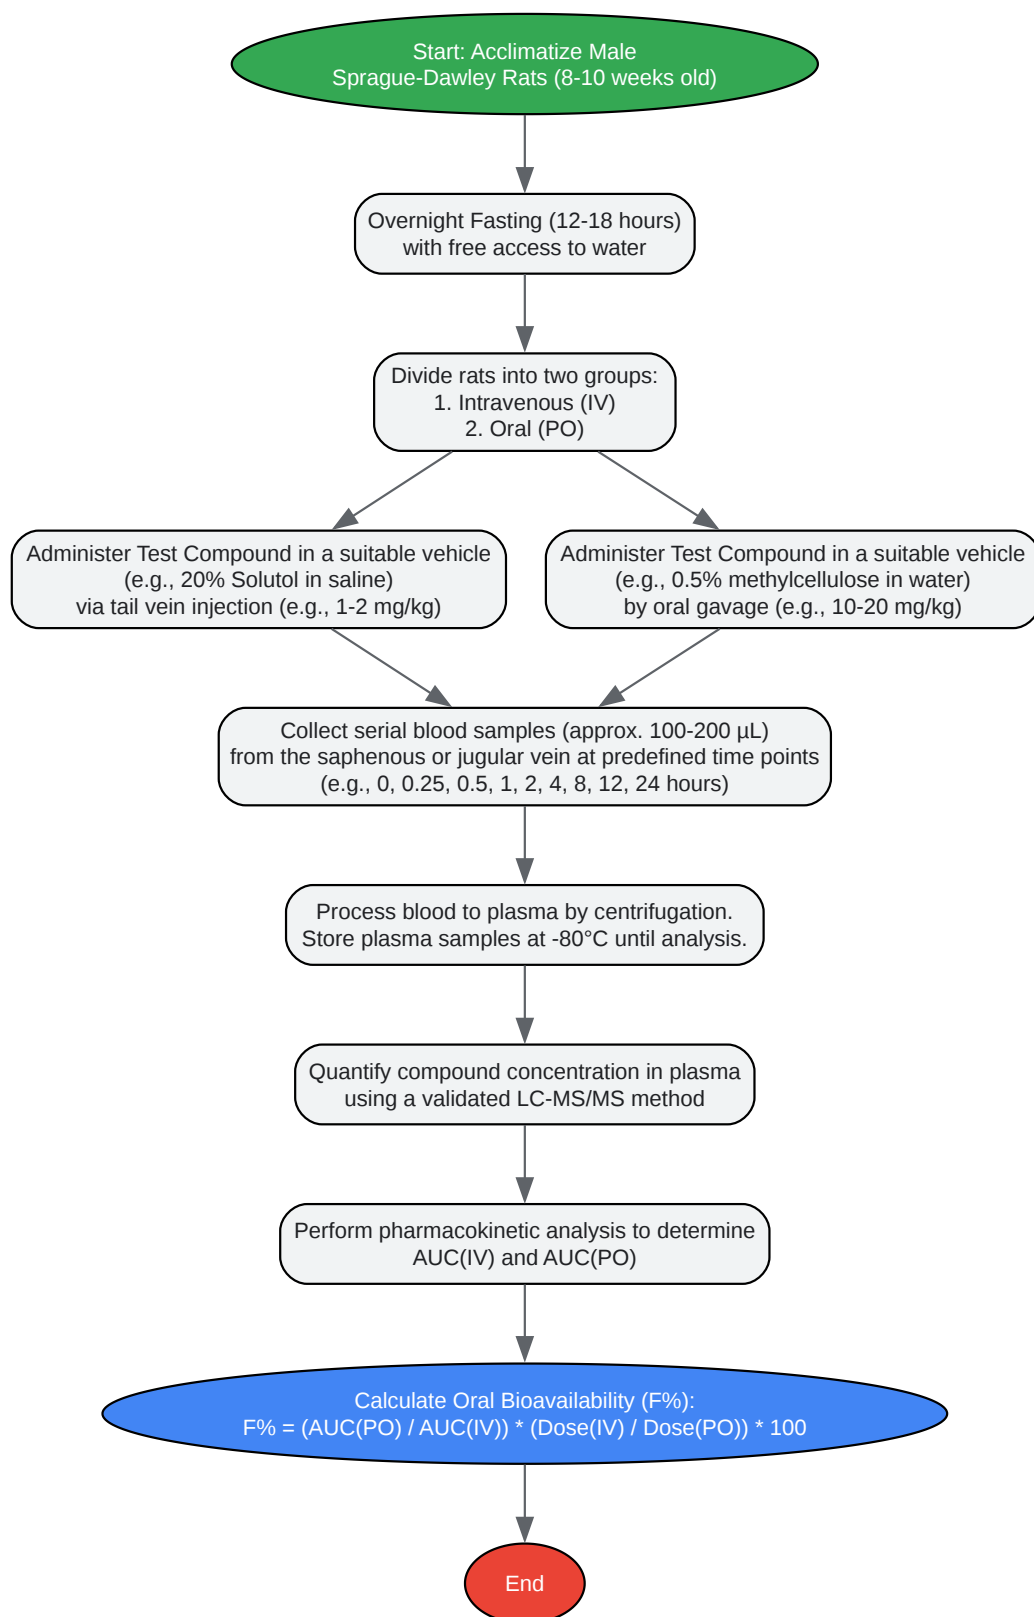 Start: Acclimatize Male
Sprague-Dawley Rats (8-10 weeks old)
Overnight Fasting (12-18 hours)
with free access to water
Divide rats into two groups:
1. Intravenous (IV)
2. Oral (PO)
Administer Test Compound in a suitable vehicle
(e.g., 20% Solutol in saline)
via tail vein injection (e.g., 1-2 mg/kg)
Administer Test Compound in a suitable vehicle
(e.g., 0.5% methylcellulose in water)
by oral gavage (e.g., 10-20 mg/kg)
Collect serial blood samples (approx. 100-200 µL)
from the saphenous or jugular vein at predefined time points
(e.g., 0, 0.25, 0.5, 1, 2, 4, 8, 12, 24 hours)
Process blood to plasma by centrifugation.
Store plasma samples at -80°C until analysis.
Quantify compound concentration in plasma
using a validated LC-MS/MS method
Perform pharmacokinetic analysis to determine
AUC(IV) and AUC(PO)
Calculate Oral Bioavailability (F%):
F% = (AUC(PO) / AUC(IV)) * (Dose(IV) / Dose(PO)) * 100
End